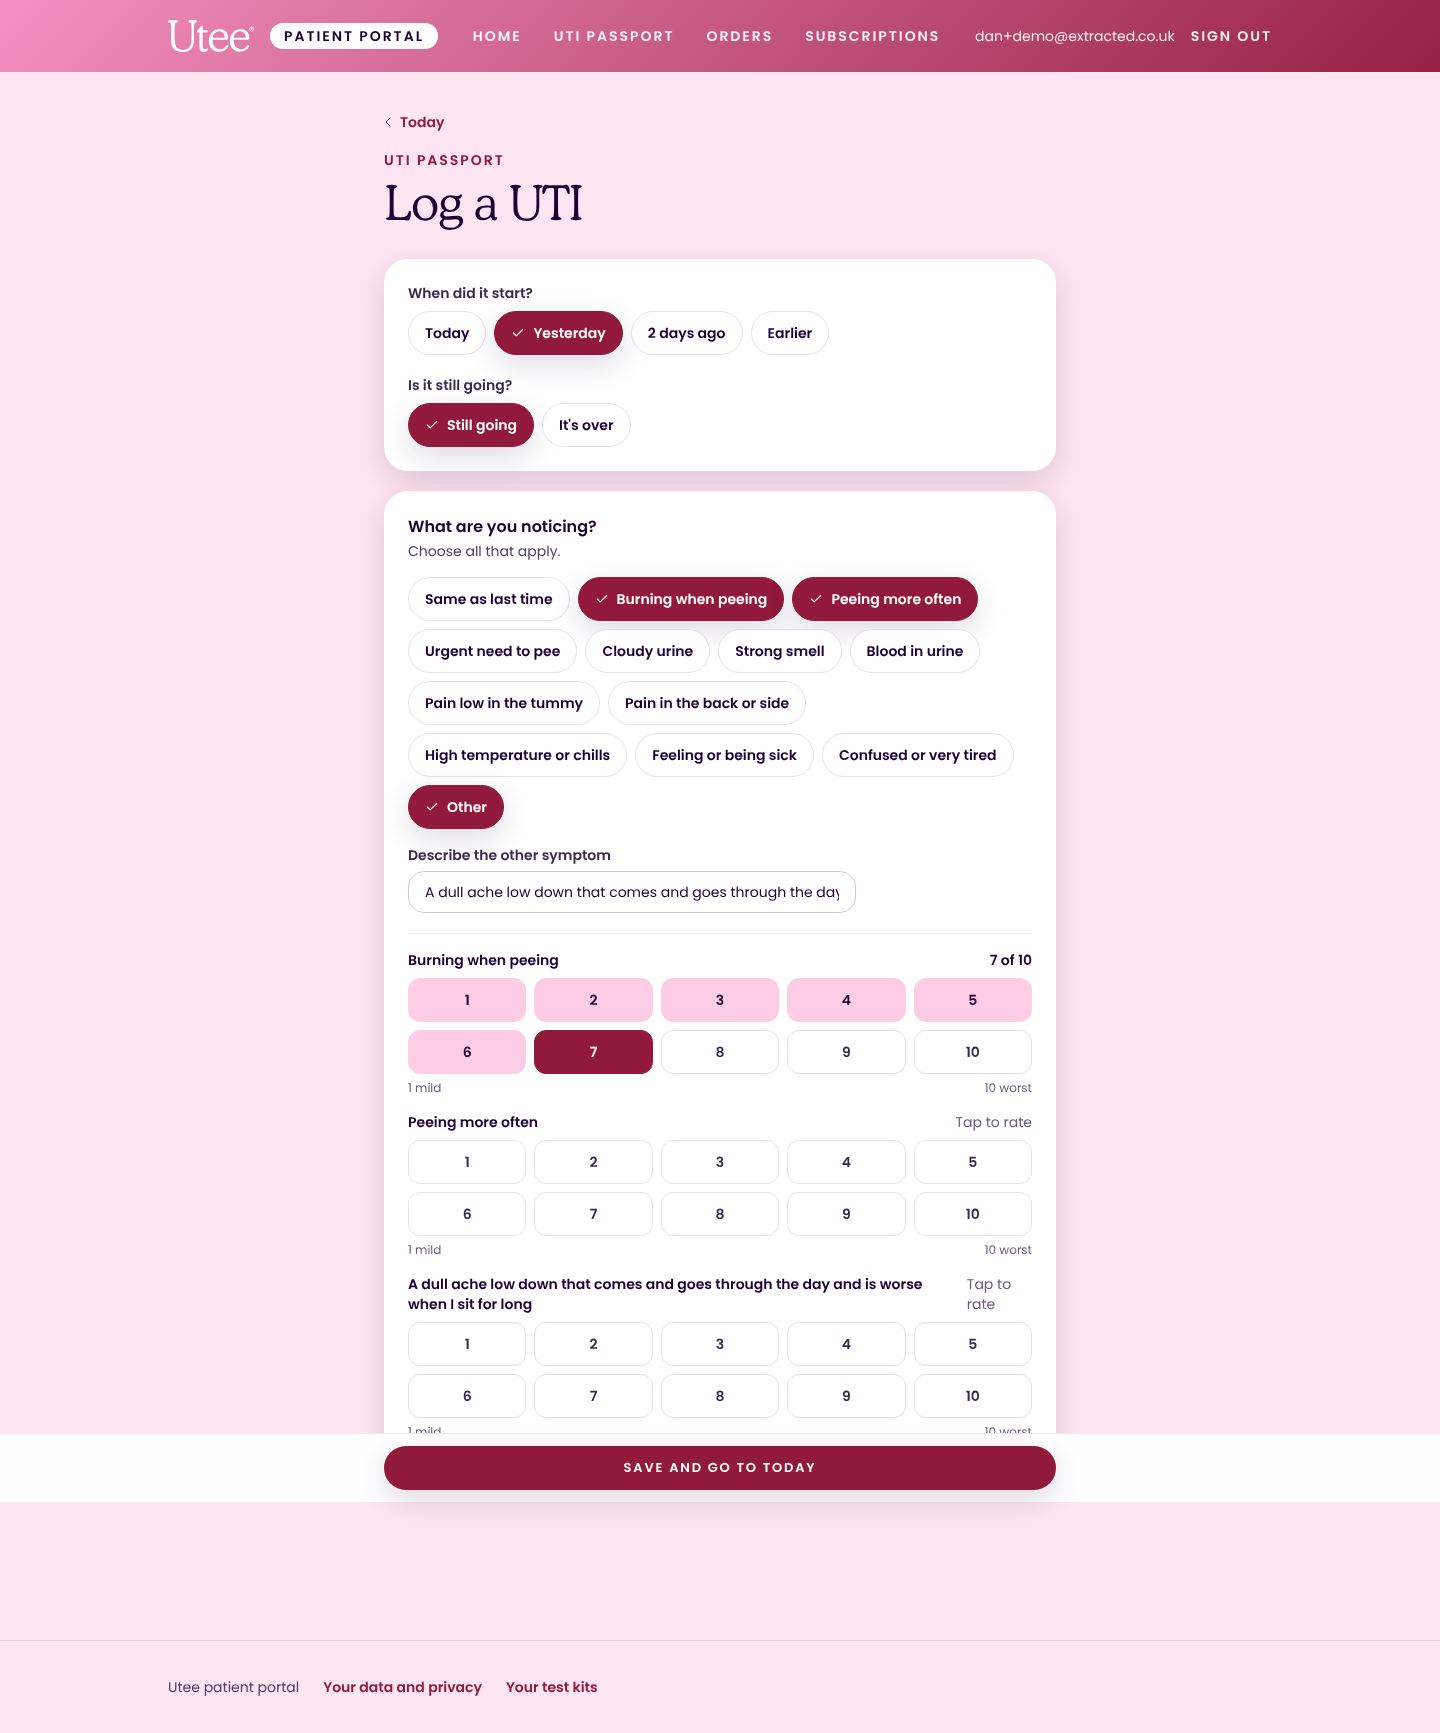 Utee® PATIENT PORTAL HOME UTI PASSPORT ORDERS SUBSCRIPTIONS dan+demo@extracted.co.uk SIGN OUT
Today
UTI PASSPORT
Log a UTI
When did it start?
Today Yesterday 2 days ago Earlier
Is it still going?
Still going It's over
What are you noticing?
Choose all that apply.
Same as last time Burning when peeing Peeing more often
Urgent need to pee Cloudy urine Strong smell Blood in urine
Pain low in the tummy Pain in the back or side
High temperature or chills Feeling or being sick Confused or very tired
Other
Describe the other symptom
A dull ache low down that comes and goes through the day
Burning when peeing 7 of 10
1 2 3 4 5
6 7 8 9 10
1 mild 10 worst
Peeing more often Tap to rate
1 2 3 4 5
6 7 8 9 10
1 mild 10 worst
A dull ache low down that comes and goes through the day and is worse Tap to
when I sit for long rate
1 2 3 4 5
6 7 8 9 10
1 mild 10 worst
SAVE AND GO TO TODAY
Utee patient portal Your data and privacy Your test kits